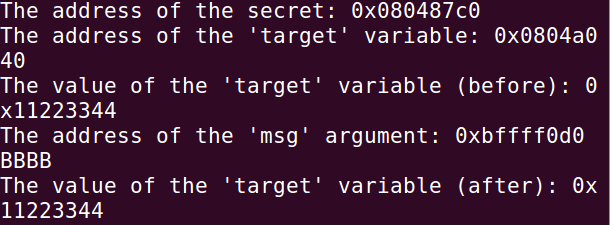 The address of the secret: 0x080487c0
The address of the 'target' variable: 0x0804a0
40
The value of the 'target' variable (before): 0
x11223344
The address of the 'msg' argument: 0xbffff0d0
BBBB
The value of the 'target' variable (after): 0x
11223344